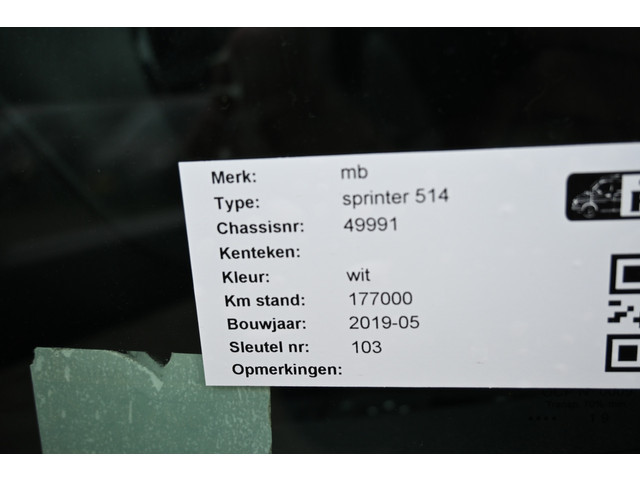 Merk: mb
Type: sprinter 514
Chassisnr: 49991
Kenteken:
Kleur: wit
Km stand: 177000
Bouwjaar: 2019-05
Sleutel nr: 103
Opmerkingen: